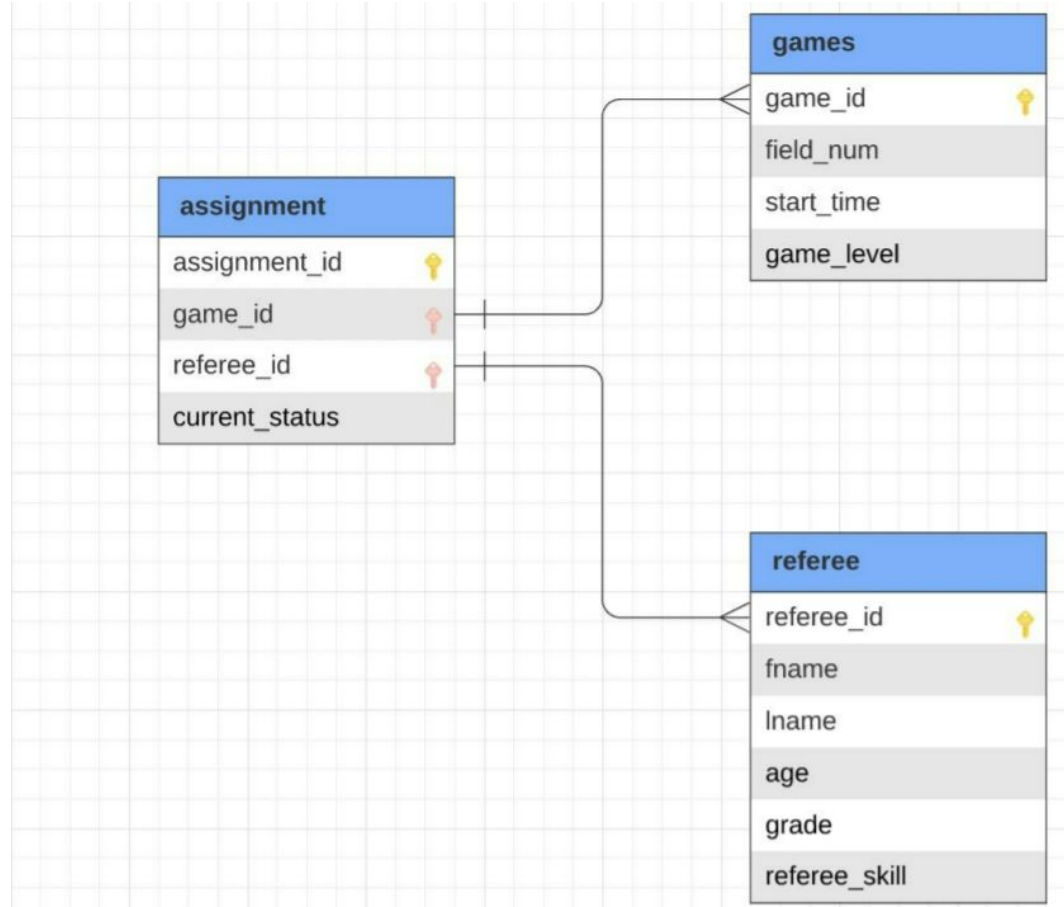 games
game_id
field_num
start_time
game_level
assignment
assignment_id
game_id
referee_id
current_status
referee
referee_id
fname
lname
age
grade
referee_skill